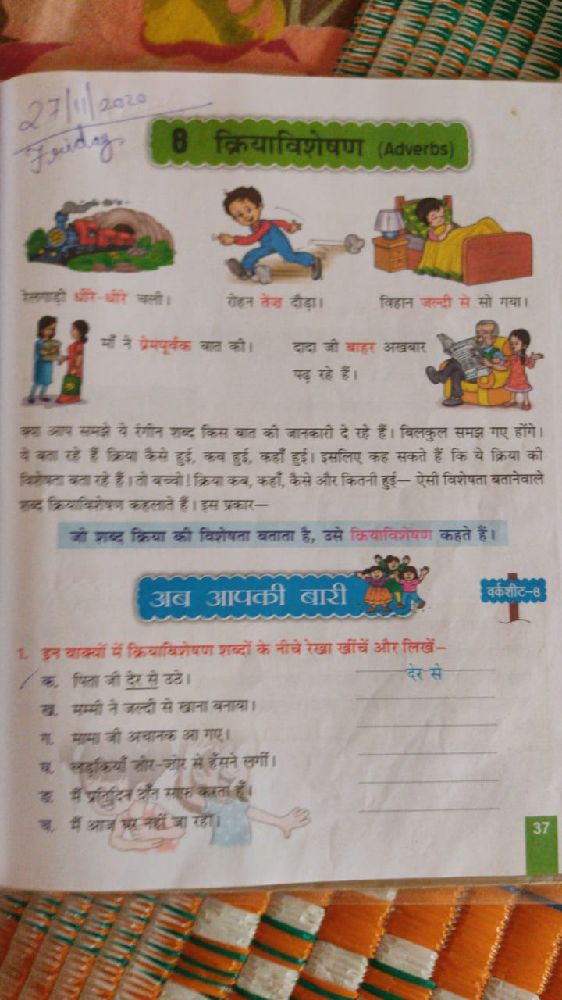 27/11/2020
Friday
8 क्रियाविशेषण (Adverbs)
रेलगाड़ी धीरे-धीरे चली।
रोहन तेज़ दौड़ा।
विहान जल्दी से सो गया।
माँ ने प्रेमपूर्वक बात की।
दादा जी बाहर अखबार
पढ़ रहे हैं।
क्या आप समझे ये रंगीन शब्द किस बात की जानकारी दे रहे हैं। बिलकुल समझ गए होंगे।
ये बता रहे हैं क्रिया कैसे हुई, कब हुई, कहाँ हुई। इसलिए कह सकते हैं कि ये क्रिया की
विशेषता बता रहे हैं। तो बच्चो! क्रिया कब, कहाँ, कैसे और कितनी हुई— ऐसी विशेषता बतानेवाले
शब्द क्रियाविशेषण कहलाते हैं। इस प्रकार—
जो शब्द क्रिया की विशेषता बताता है, उसे क्रियाविशेषण कहते हैं।
अब आपकी बारी
वर्कशीट-8
1. इन वाक्यों में क्रियाविशेषण शब्दों के नीचे रेखा खींचें और लिखें—
क. पिता जी देर से उठे। देर से
ख. मम्मी ने जल्दी से खाना बनाया।
ग. मामा जी अचानक आ गए।
घ. लड़कियाँ ज़ोर-ज़ोर से हँसने लगीं।
ङ. मैं प्रतिदिन दाँत साफ़ करता हूँ।
च. मैं आज घर नहीं जा रहा।
37